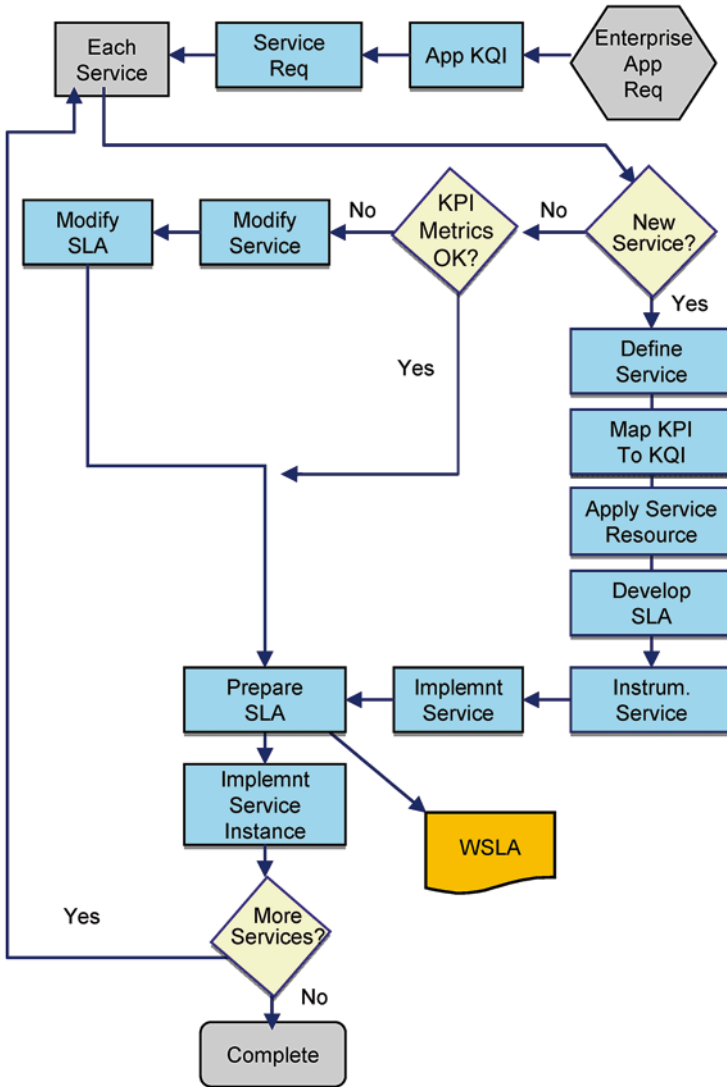 Each
Service
Service
Req
App KQI
Enterprise
App
Req
Modify
SLA
No
Modify
Service
KPI
Metrics
OK?
No
New
Service?
Yes
Yes
Define
Service
Map KPI
To KQI
Apply Service
Resource
Develop
SLA
Prepare
SLA
Implemnt
Service
Instrum.
Service
Implemnt
Service
Instance
WSLA
Yes
More
Services?
No
Complete